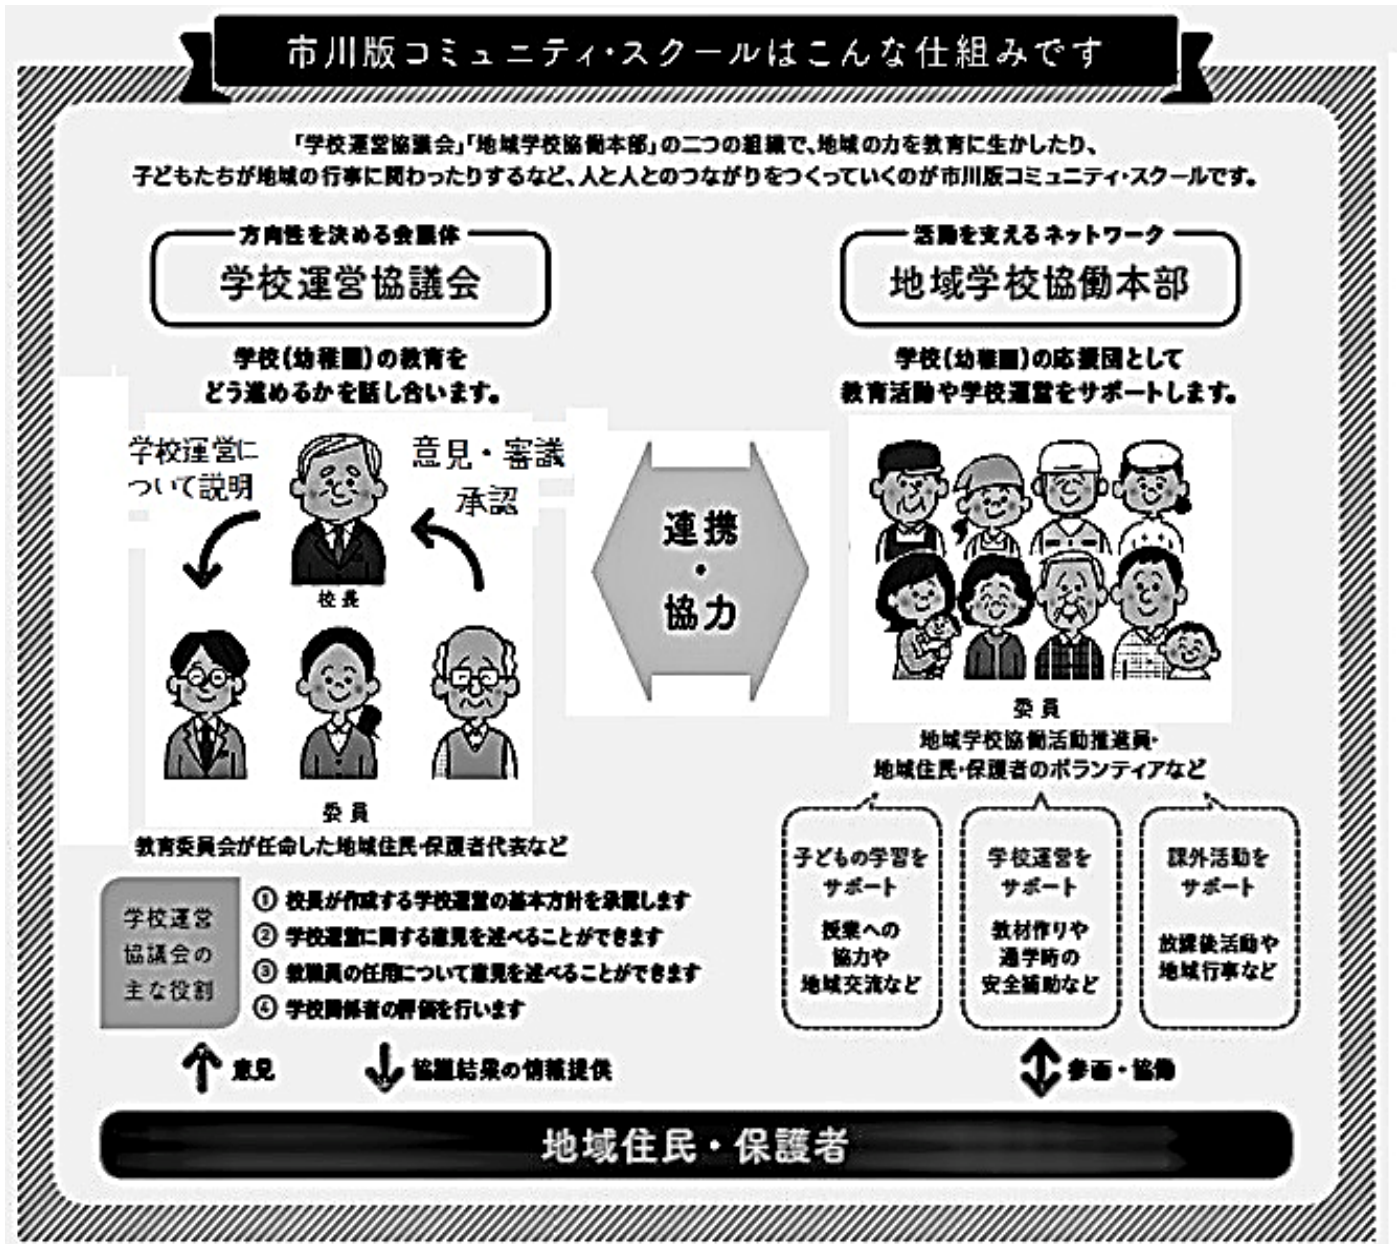 市川版コミュニティ・スクールはこんな仕組みです
「学校運営協議会」「地域学校協働本部」の二つの組織で、地域の力を教育に生かしたり、
子どもたちが地域の行事に関わったりするなど、人と人とのつながりをつくっていくのが市川版コミュニティ・スクールです。
方向性を決める会議体
学校運営協議会
学校(幼稚園)の教育を
どう進めるかを話し合います。
学校運営に
ついて説明
意見・審議
承認
校長
委員
教育委員会が任命した地域住民・保護者代表など
連携
・
協力
活動を支えるネットワーク
地域学校協働本部
学校(幼稚園)の応援団として
教育活動や学校運営をサポートします。
委員
地域学校協働活動推進員・
地域住民・保護者のボランティアなど
子どもの学習を
サポート
授業への
協力や
地域交流など
学校運営を
サポート
教材作りや
通学時の
安全補助など
課外活動を
サポート
放課後活動や
地域行事など
学校運営
協議会の
主な役割
① 校長が作成する学校運営の基本方針を承認します
② 学校運営に関する意見を述べることができます
③ 教職員の任用について意見を述べることができます
④ 学校関係者の評価を行います
意見
協議結果の情報提供
参画・協働
地域住民・保護者